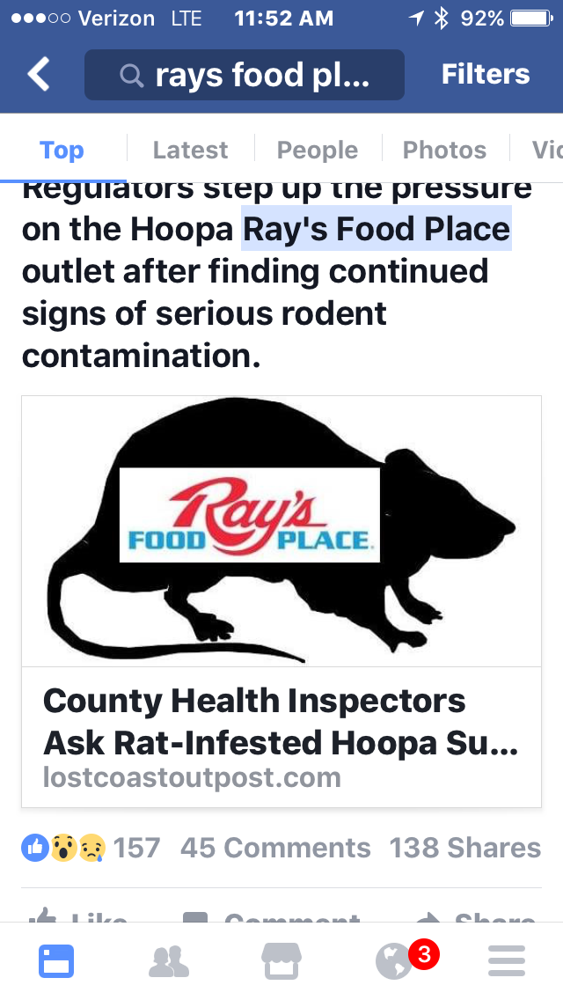 Verizon LTE 11:52 AM 92%
rays food pl... Filters
Top Latest People Photos Vic
Regulators step up the pressure
on the Hoopa Ray's Food Place
outlet after finding continued
signs of serious rodent
contamination.
Ray's
FOOD PLACE
County Health Inspectors
Ask Rat-Infested Hoopa Su...
lostcoastoutpost.com
157 45 Comments 138 Shares
Like Comment Share
3